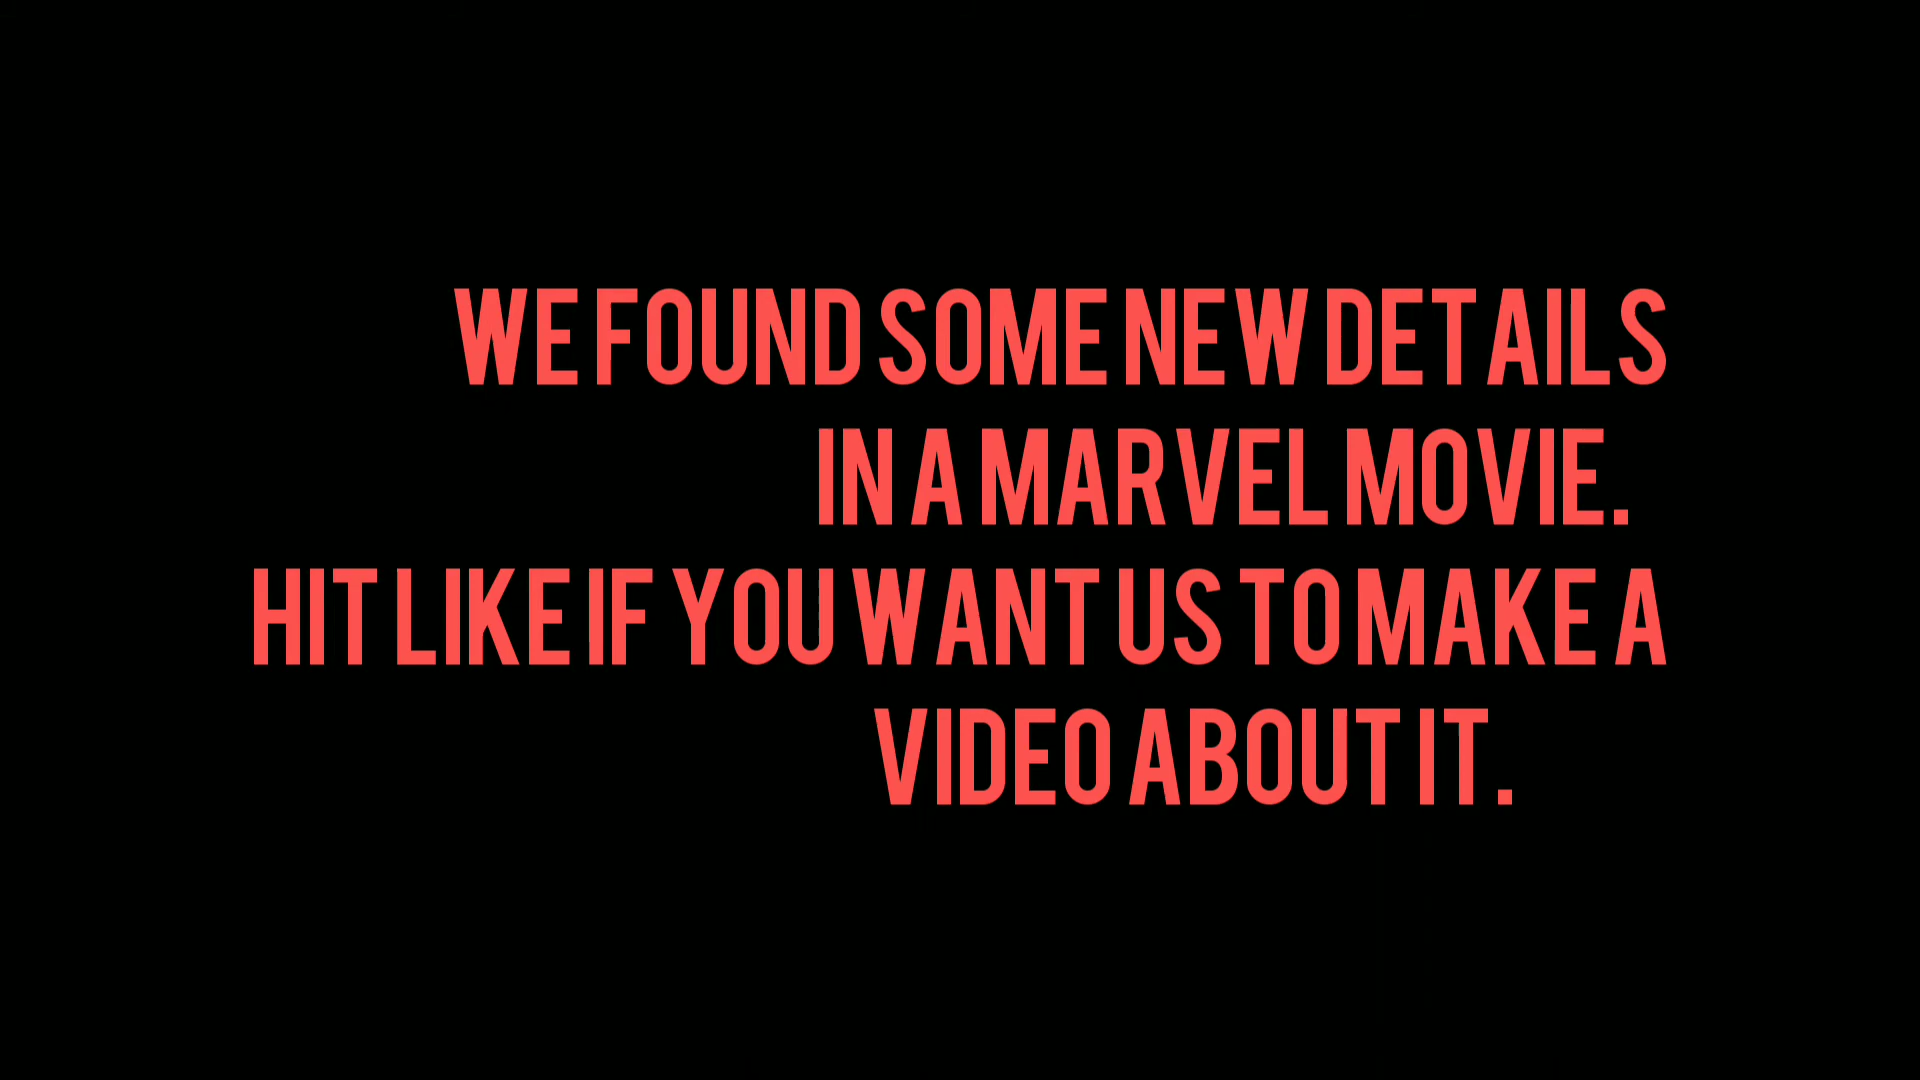 WE FOUND SOME NEW DETAILS
IN A MARVEL MOVIE.
HIT LIKE IF YOU WANT US TO MAKE A
VIDEO ABOUT IT.